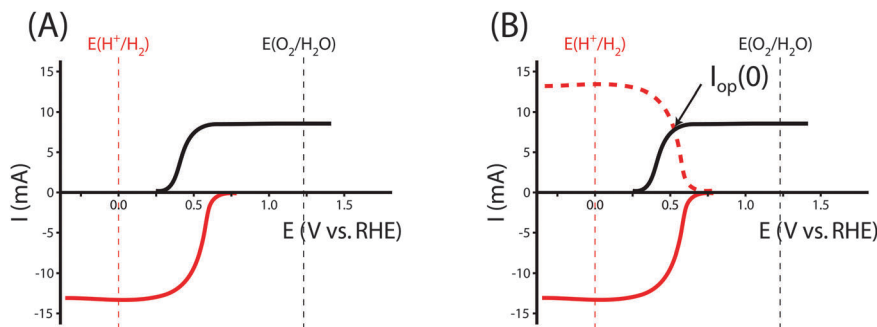 (A)
E(H⁺/H₂)
E(O₂/H₂O)
I (mA)
15
10
5
0
-5
-10
-15
0.0
0.5
1.0
1.5
E (V vs. RHE)
(B)
E(H⁺/H₂)
E(O₂/H₂O)
I_op(0)
I (mA)
15
10
5
0
-5
-10
-15
0.0
0.5
1.0
1.5
E (V vs. RHE)